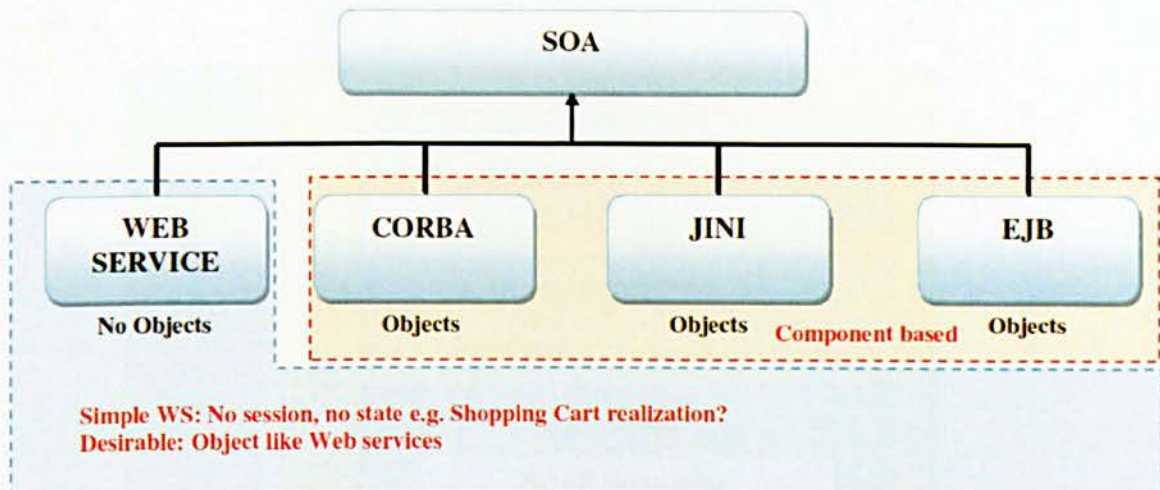 SOA
WEB
SERVICE
CORBA
JINI
EJB
No Objects
Objects
Objects
Objects
Component based
Simple WS: No session, no state e.g. Shopping Cart realization?
Desirable: Object like Web services